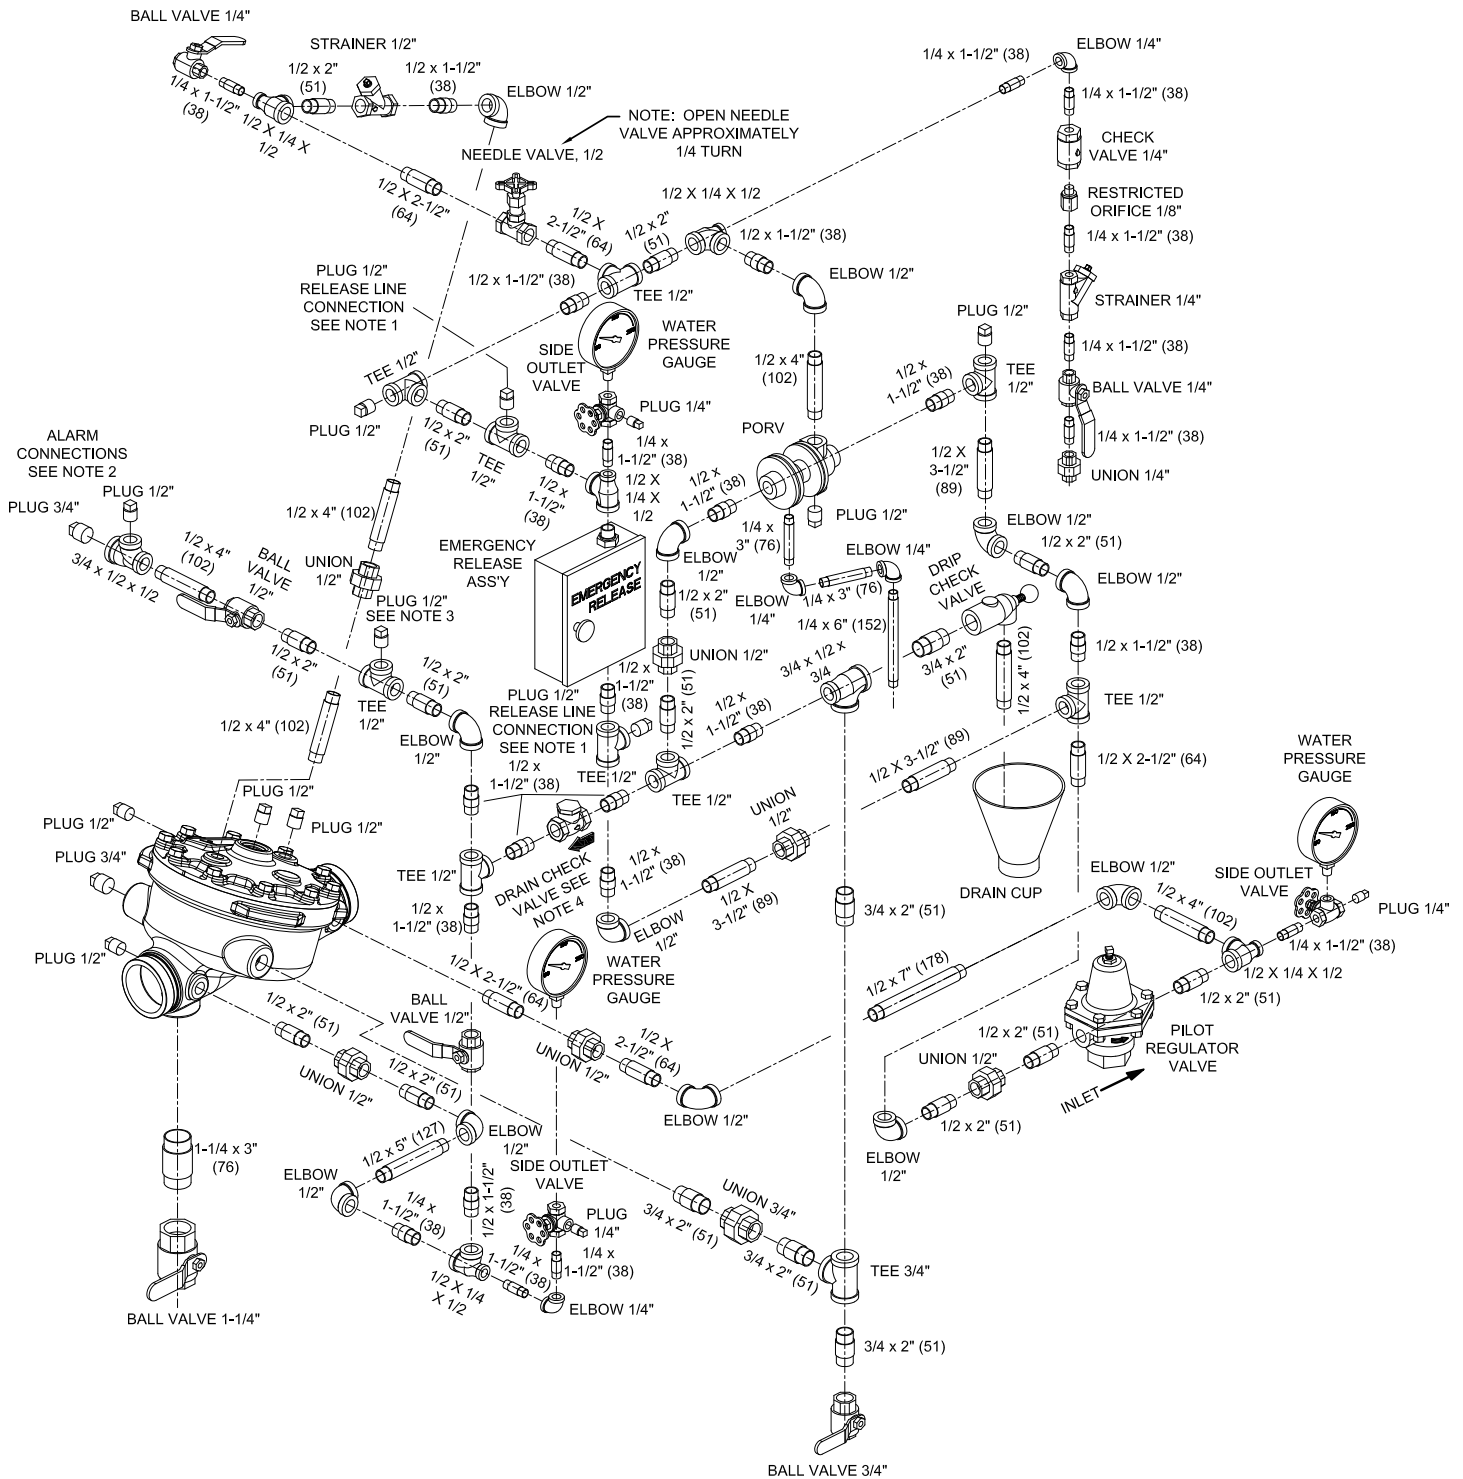 BALL VALVE 1/4"
STRAINER 1/2"
1/2 x 2"
(51)
1/2 x 1-1/2"
(38)
ELBOW 1/2"
1/4 x 1-1/2"
(38)
1/2 X 1/4 X
1/2
NOTE: OPEN NEEDLE
VALVE APPROXIMATELY
1/4 TURN
NEEDLE VALVE, 1/2
1/2 X 2-1/2"
(64)
1/2 X
2-1/2" (64)
1/2 x 2"
(51)
1/2 X 1/4 X 1/2
1/2 x 1-1/2" (38)
1/4 x 1-1/2" (38)
ELBOW 1/4"
1/4 x 1-1/2" (38)
CHECK
VALVE 1/4"
RESTRICTED
ORIFICE 1/8"
1/4 x 1-1/2" (38)
STRAINER 1/4"
1/4 x 1-1/2" (38)
BALL VALVE 1/4"
1/4 x 1-1/2" (38)
UNION 1/4"
PLUG 1/2"
RELEASE LINE
CONNECTION
SEE NOTE 1
1/2 x 1-1/2" (38)
TEE 1/2"
ELBOW 1/2"
WATER
PRESSURE
GAUGE
SIDE
OUTLET
VALVE
1/2 x 4"
(102)
1/2 x
1-1/2" (38)
PLUG 1/2"
TEE
1/2"
TEE 1/2"
PLUG 1/2"
1/2 x 2"
(51)
TEE
1/2"
1/2 x
1-1/2"
(38)
PLUG 1/4"
1/4 x
1-1/2" (38)
1/2 X
1/4 X
1/2
PORV
1/2 x
1-1/2" (38)
PLUG 1/2"
1/2 X
3-1/2"
(89)
ELBOW 1/2"
1/2 x 2" (51)
ELBOW 1/2"
ALARM
CONNECTIONS
SEE NOTE 2
PLUG 1/2"
PLUG 3/4"
3/4 x 1/2 x 1/2
1/2 x 4"
(102)
BALL
VALVE
1/2"
1/2 x 4" (102)
UNION
1/2"
PLUG 1/2"
SEE NOTE 3
EMERGENCY
RELEASE
ASS'Y
EMERGENCY
RELEASE
ELBOW
1/2"
1/2 x 2"
(51)
UNION 1/2"
1/4 x
3" (76)
ELBOW
1/4"
1/4 x 3" (76)
ELBOW 1/4"
1/4 x 6" (152)
DRIP
CHECK
VALVE
3/4 x 1/2 x
3/4
3/4 x 2"
(51)
1/2 x 4" (102)
1/2 x 1-1/2" (38)
TEE 1/2"
1/2 x 2"
(51)
TEE
1/2"
1/2 x 2"
(51)
ELBOW
1/2"
1/2 x 4" (102)
PLUG 1/2"
RELEASE LINE
CONNECTION
SEE NOTE 1
1/2 x
1-1/2"
(38)
1/2 x 2" (51)
1/2 x
1-1/2" (38)
TEE 1/2"
TEE 1/2"
1/2 x
1-1/2" (38)
1/2 X 3-1/2" (89)
1/2 X 2-1/2" (64)
UNION
1/2"
WATER
PRESSURE
GAUGE
PLUG 1/2"
PLUG 1/2"
PLUG 1/2"
PLUG 3/4"
PLUG 1/2"
TEE 1/2"
DRAIN CHECK
VALVE SEE
NOTE 4
1/2 x
1-1/2" (38)
ELBOW
1/2"
1/2 X
3-1/2" (89)
1/2 x
1-1/2" (38)
3/4 x 2" (51)
DRAIN CUP
ELBOW 1/2"
1/2 x 4" (102)
SIDE OUTLET
VALVE
PLUG 1/4"
1/4 x 1-1/2" (38)
1/2 X 1/4 X 1/2
1/2 x 2" (51)
WATER
PRESSURE
GAUGE
1/2 X 2-1/2" (64)
BALL
VALVE 1/2"
UNION 1/2"
1/2 X
2-1/2" (64)
ELBOW 1/2"
1/2 x 7" (178)
1/2 x 2" (51)
PILOT
REGULATOR
VALVE
UNION 1/2"
INLET
1/2 x 2" (51)
ELBOW
1/2"
1/2 x 2" (51)
UNION 1/2"
1/2 x 2" (51)
ELBOW
1/2"
1/2 x 5" (127)
ELBOW
1/2"
1-1/4 x 3"
(76)
1/4 x
1-1/2" (38)
1/2 x 1-1/2"
(38)
SIDE OUTLET
VALVE
PLUG
1/4"
1/4 x
1-1/2" (38)
1/4 x
1-1/2" (38)
1/2 X 1/4
X 1/2
ELBOW 1/4"
3/4 x 2" (51)
UNION 3/4"
3/4 x 2" (51)
TEE 3/4"
BALL VALVE 1-1/4"
3/4 x 2" (51)
BALL VALVE 3/4"